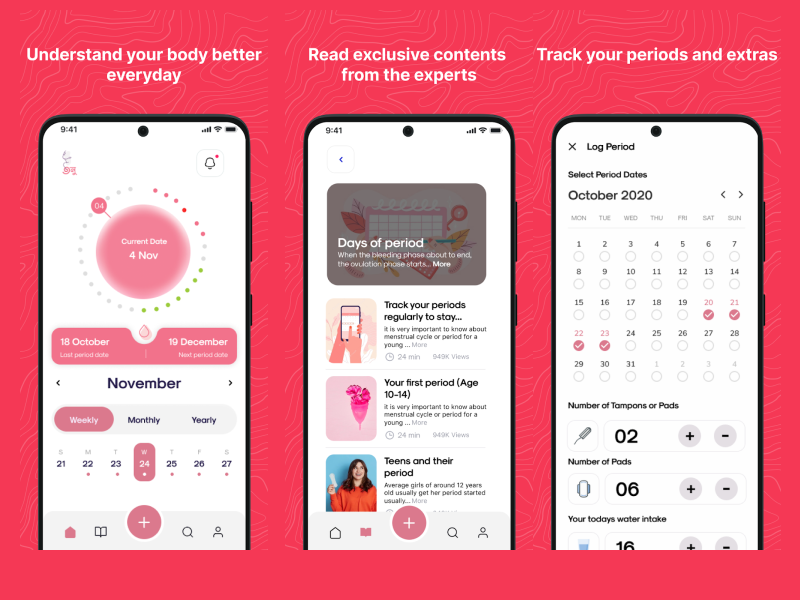 Understand your body better
everyday
9:41
ঋতু
04
Current Date
4 Nov
18 October
Last period date
19 December
Next period date
November
Weekly
Monthly
Yearly
S M T W T F S
21 22 23 24 25 26 27
Read exclusive contents
from the experts
9:41
Days of period
When the bleeding phase about to end,
the ovulation phase starts... More
Track your periods
regularly to stay...
it is very important to know about
menstrual cycle or period for a
young ... More
24 min 949K Views
Your first period (Age
10-14)
it is very important to know about
menstrual cycle or period for a
young ... More
24 min 949K Views
Teens and their
period
Average girls of around 12 years
old usually get her period started
usually... More
Track your periods and extras
Log Period
Select Period Dates
October 2020
MON TUE WED THU FRI SAT SUN
1 2 3 4 5 6 7
8 9 10 11 12 13 14
15 16 17 18 19 20 21
22 23 24 25 26 27 28
29 30 31 1 2 3 4
Number of Tampons or Pads
02 + -
Number of Pads
06 + -
Your todays water intake
16 + -